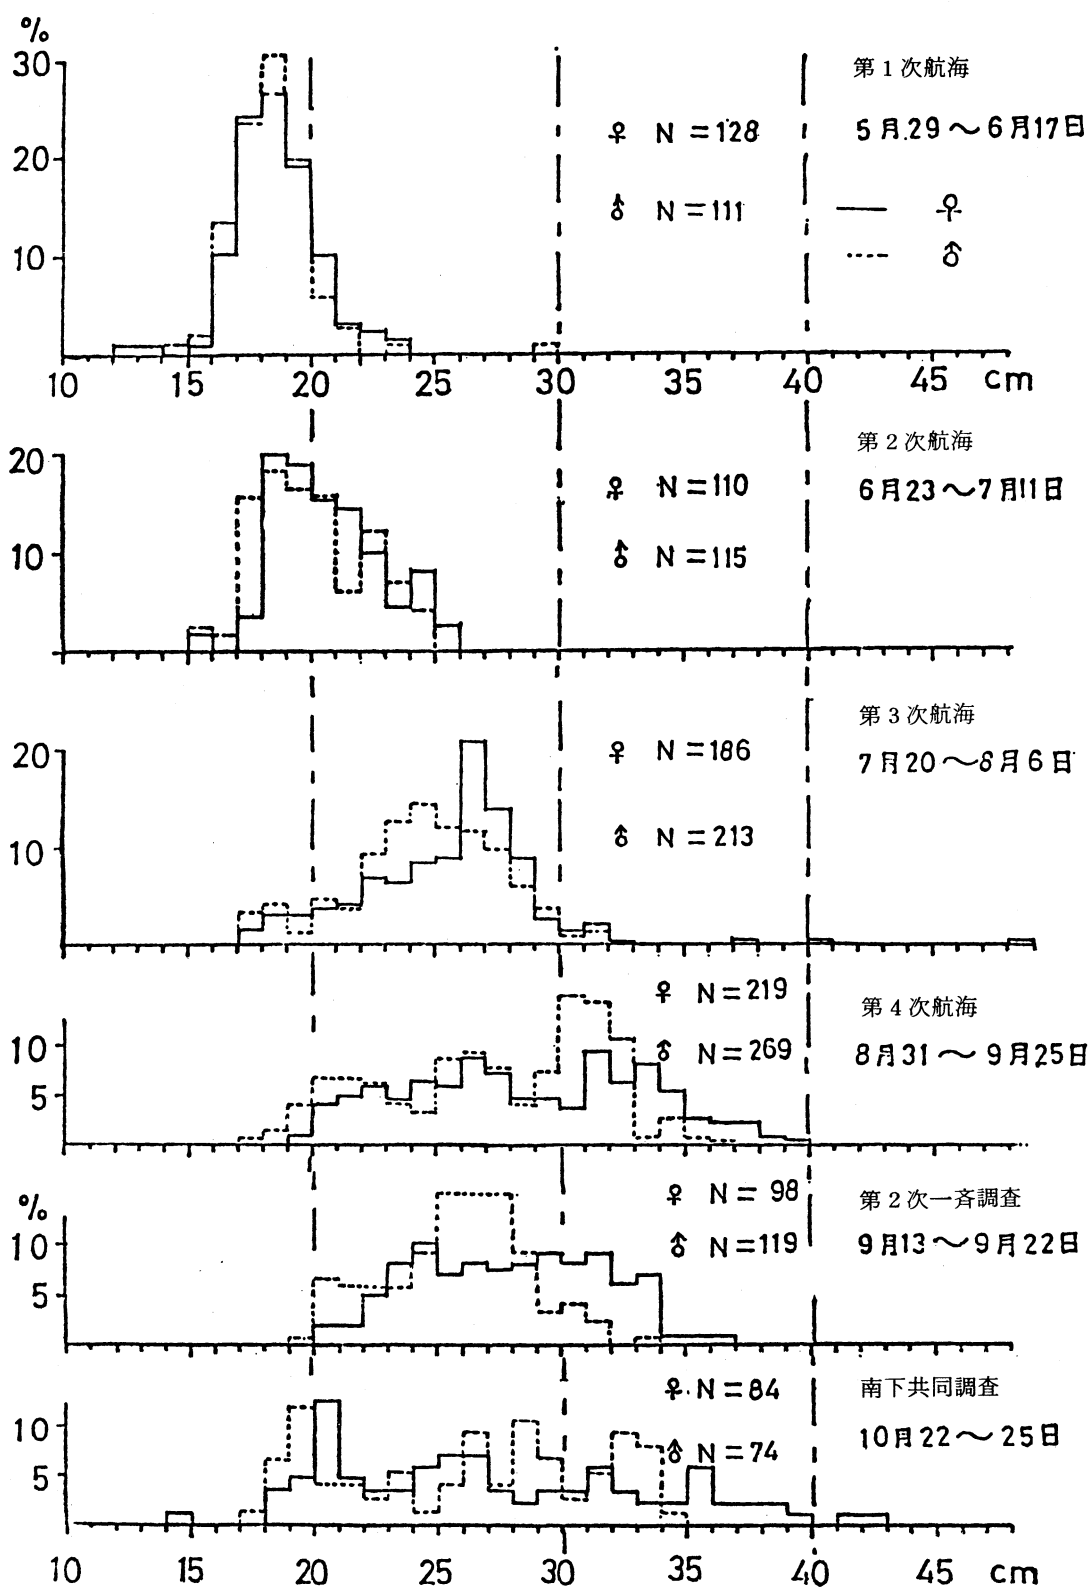 %
30
20
10
第1次航海
5月.29～6月17日
♀ N=128
♂ N=111
♀
♂
10 15 20 25 30 35 40 45 cm
20
10
第2次航海
6月23～7月11日
♀ N=110
♂ N=115
20
10
第3次航海
7月20～8月6日
♀ N=186
♂ N=213
10
5
第4次航海
8月31～9月25日
♀ N=219
♂ N=269
%
10
5
第2次一斉調査
9月13～9月22日
♀ N=98
♂ N=119
10
5
南下共同調査
10月22～25日
♀ N=84
♂ N=74
10 15 20 25 30 35 40 45 cm